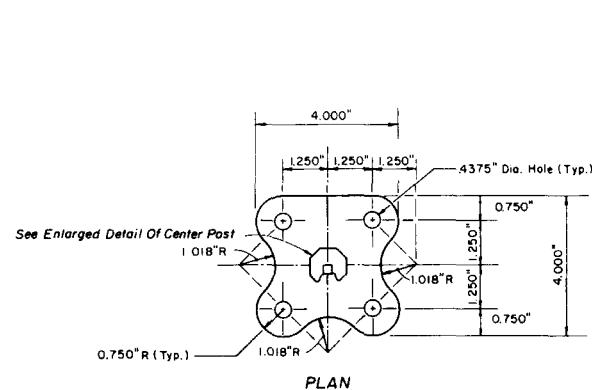 4.000"
1.250" 1.250" 1.250"
.4375" Dia. Hole (Typ.)
0.750"
See Enlarged Detail Of Center Post
1.018"R
1.250"
4.000"
1.018"R
1.250"
0.750"
0.750"R (Typ.)
1.018"R
PLAN